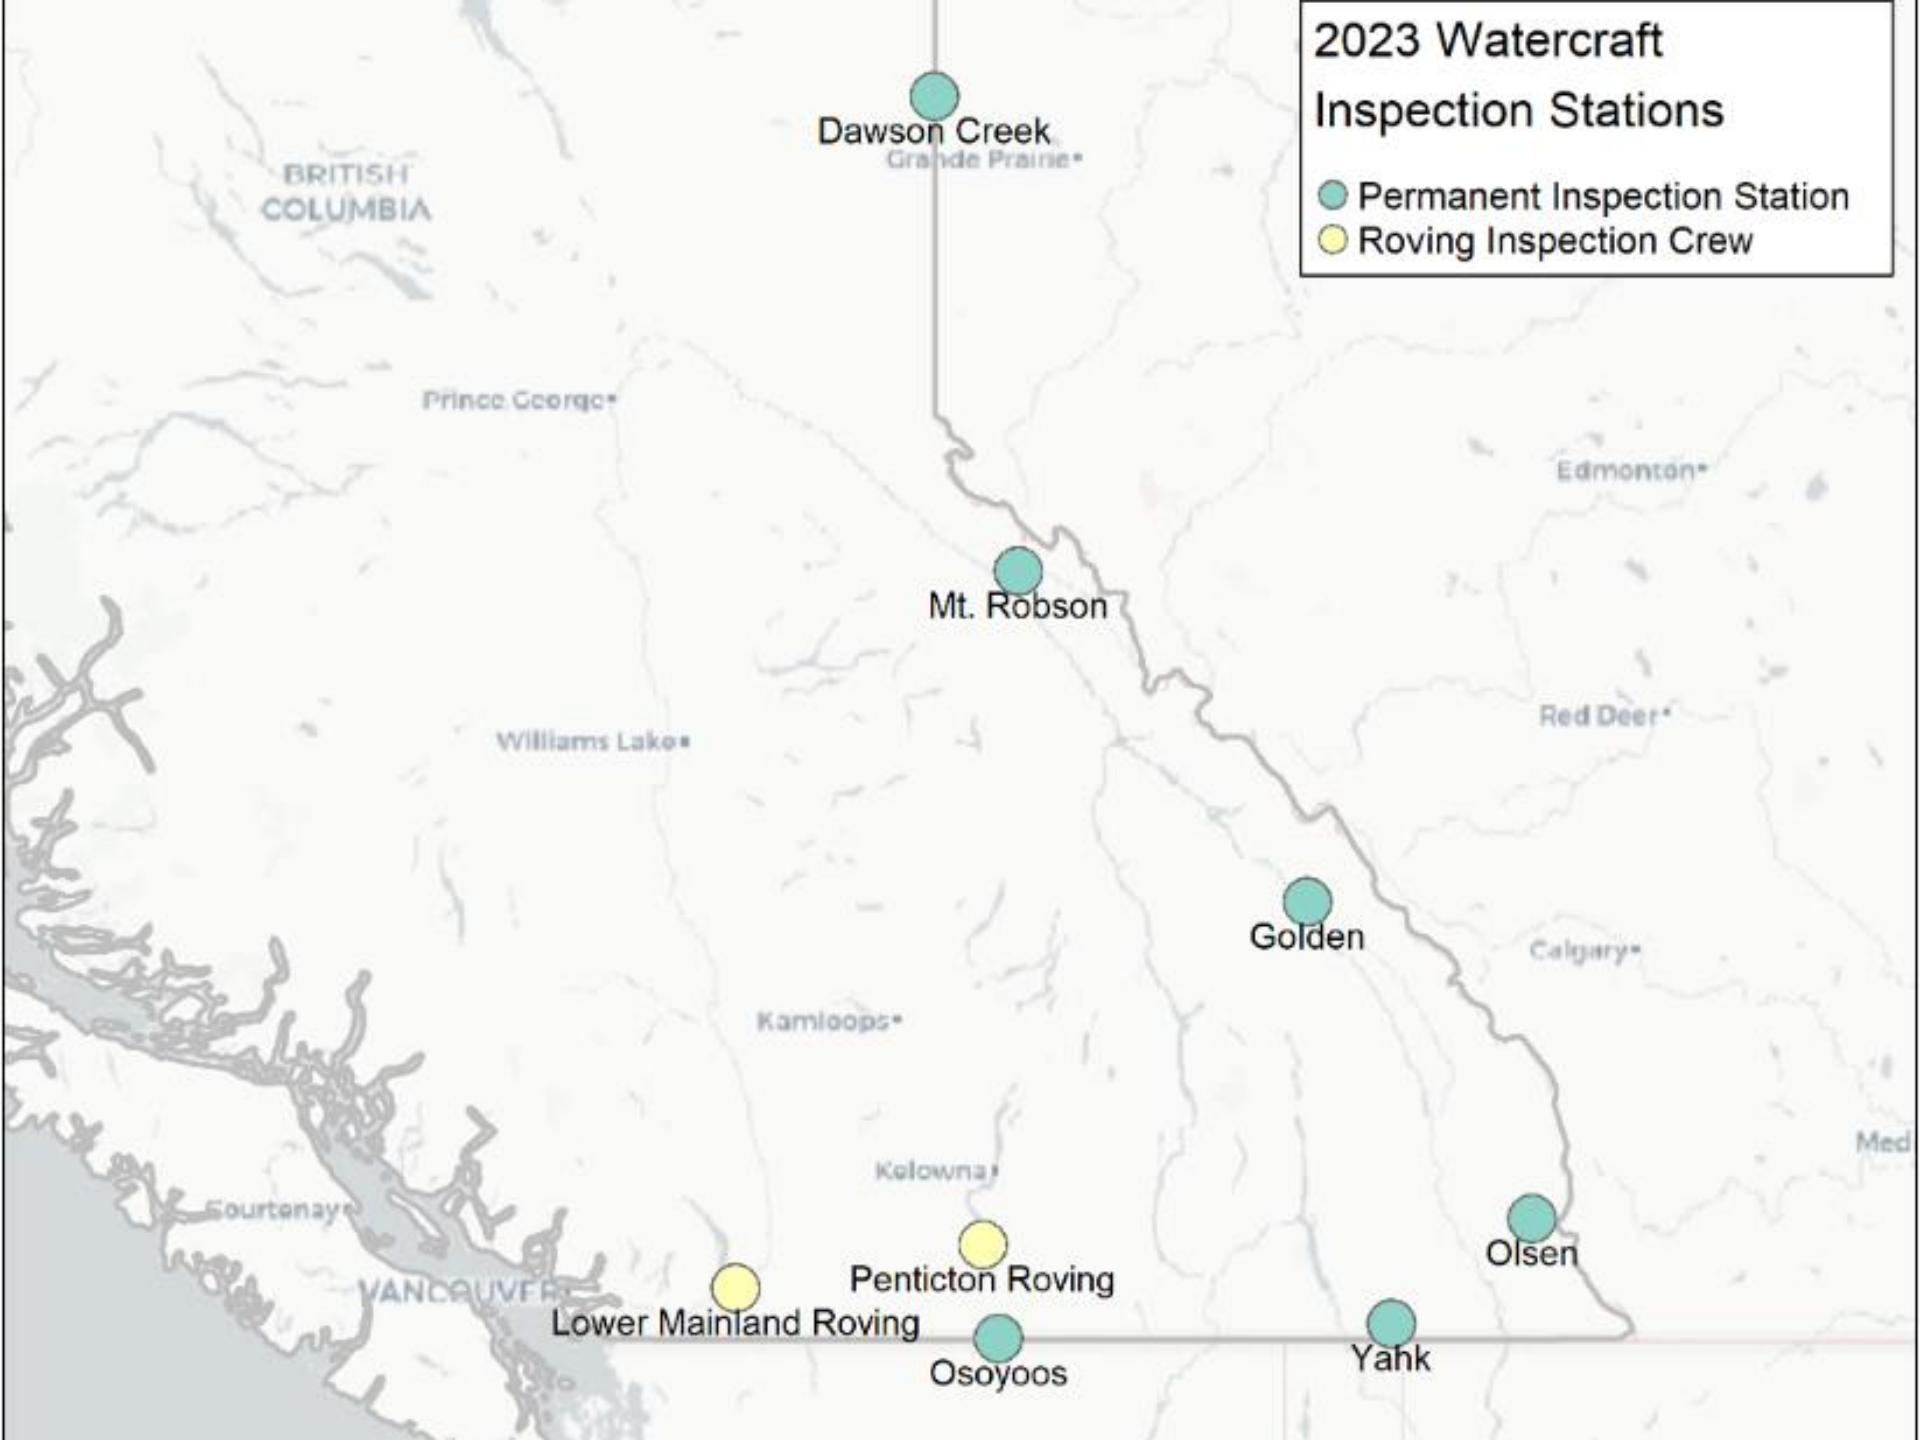 2023 Watercraft
Inspection Stations
Permanent Inspection Station
Roving Inspection Crew
Dawson Creek
Grande Prairie
BRITISH
COLUMBIA
Prince George
Edmonton
Mt. Robson
Red Deer
Williams Lake
Golden
Calgary
Kamloops
Med
Kelowna
Courtenay
Olsen
Penticton Roving
VANCOUVER
Lower Mainland Roving
Yahk
Osoyoos